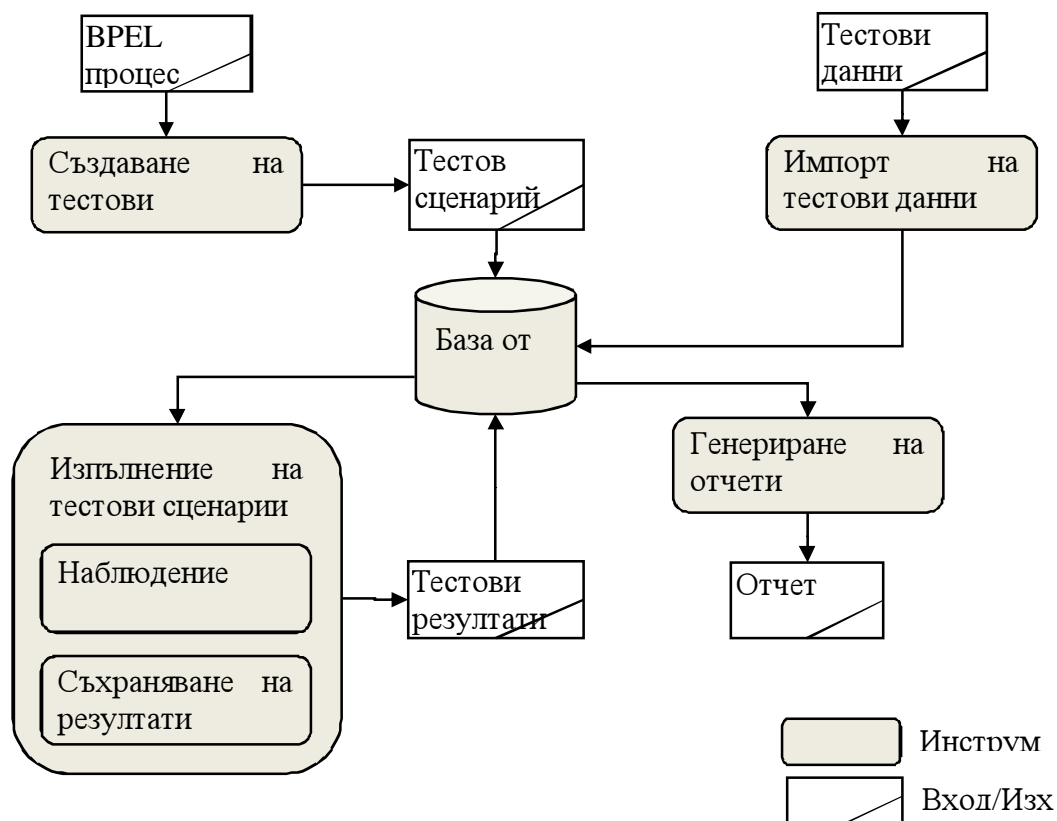 BPEL
процес
Тестови
данни
Създаване на
тестови
Тестов
сценарий
Импорт на
тестови данни
База от
Изпълнение на
тестови сценарии
Генериране на
отчети
Наблюдение
Тестови
резултати
Отчет
Съхраняване на
резултати
Инструм
Вход/Изх